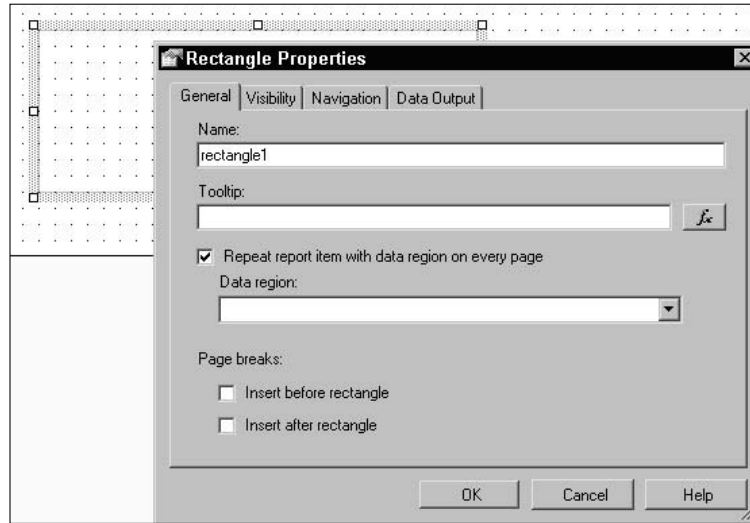 Rectangle Properties
General Visibility Navigation Data Output
Name:
rectangle1
Tooltip:
fx
Repeat report item with data region on every page
Data region:
Page breaks:
Insert before rectangle
Insert after rectangle
OK Cancel Help